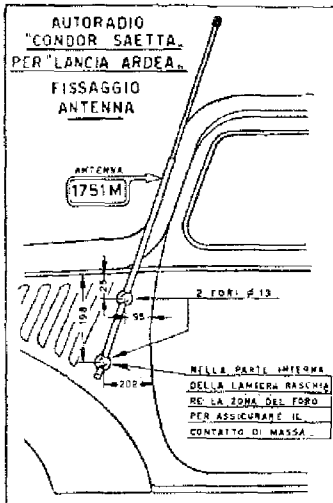 AUTORADIO
"CONDOR SAETTA„
PER "LANCIA ARDEA„
FISSAGGIO
ANTENNA
ANTENNA
1751M
2 FORI ≠ 13
198
95
202
NELLA PARTE INTERNA
DELLA LAMIERA RASCHIA
RE LA ZONA DEL FORO
PER ASSICURARE IL
CONTATTO DI MASSA